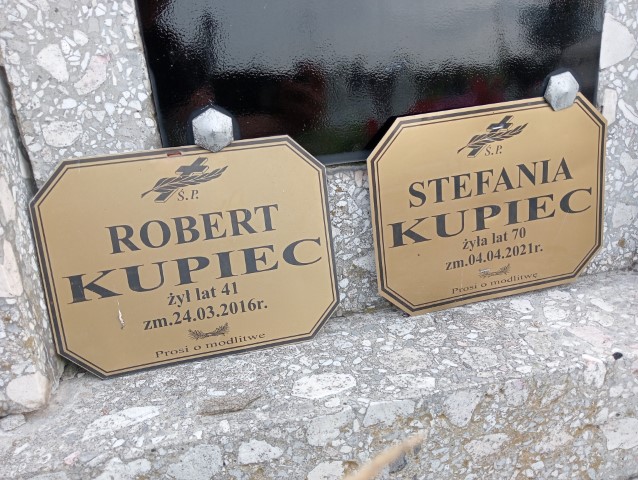 Ś.P.
ROBERT
KUPIEC
żył lat 41
zm.24.03.2016r.
Prosi o modlitwe
Ś.P.
STEFANIA
KUPIEC
żyła lat 70
zm.04.04.2021r.
Prosi o modlitwę